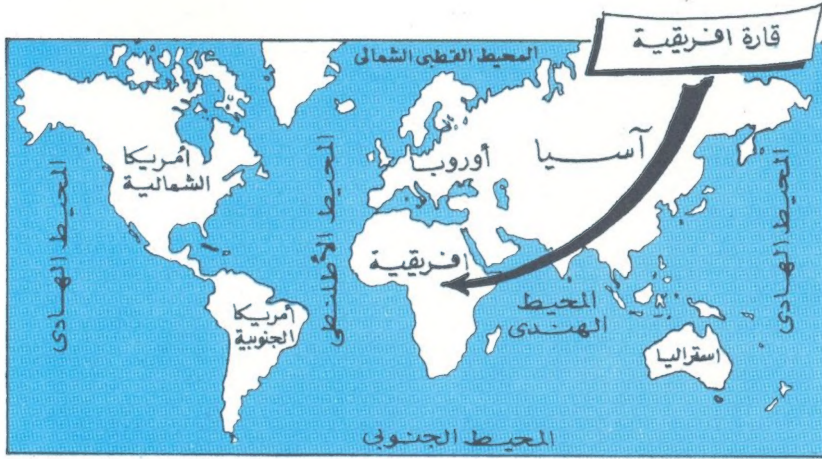 قارة افريقية
المحيط القطبى الشمالى
أمريكا
الشمالية
أوروبا
آسيا
المحيط الهادى
المحيط الأطلنطى
المحيط الهادى
إفريقية
المحيط
الهندى
أمريكا
الجنوبية
استراليا
المحيط الجنوبى